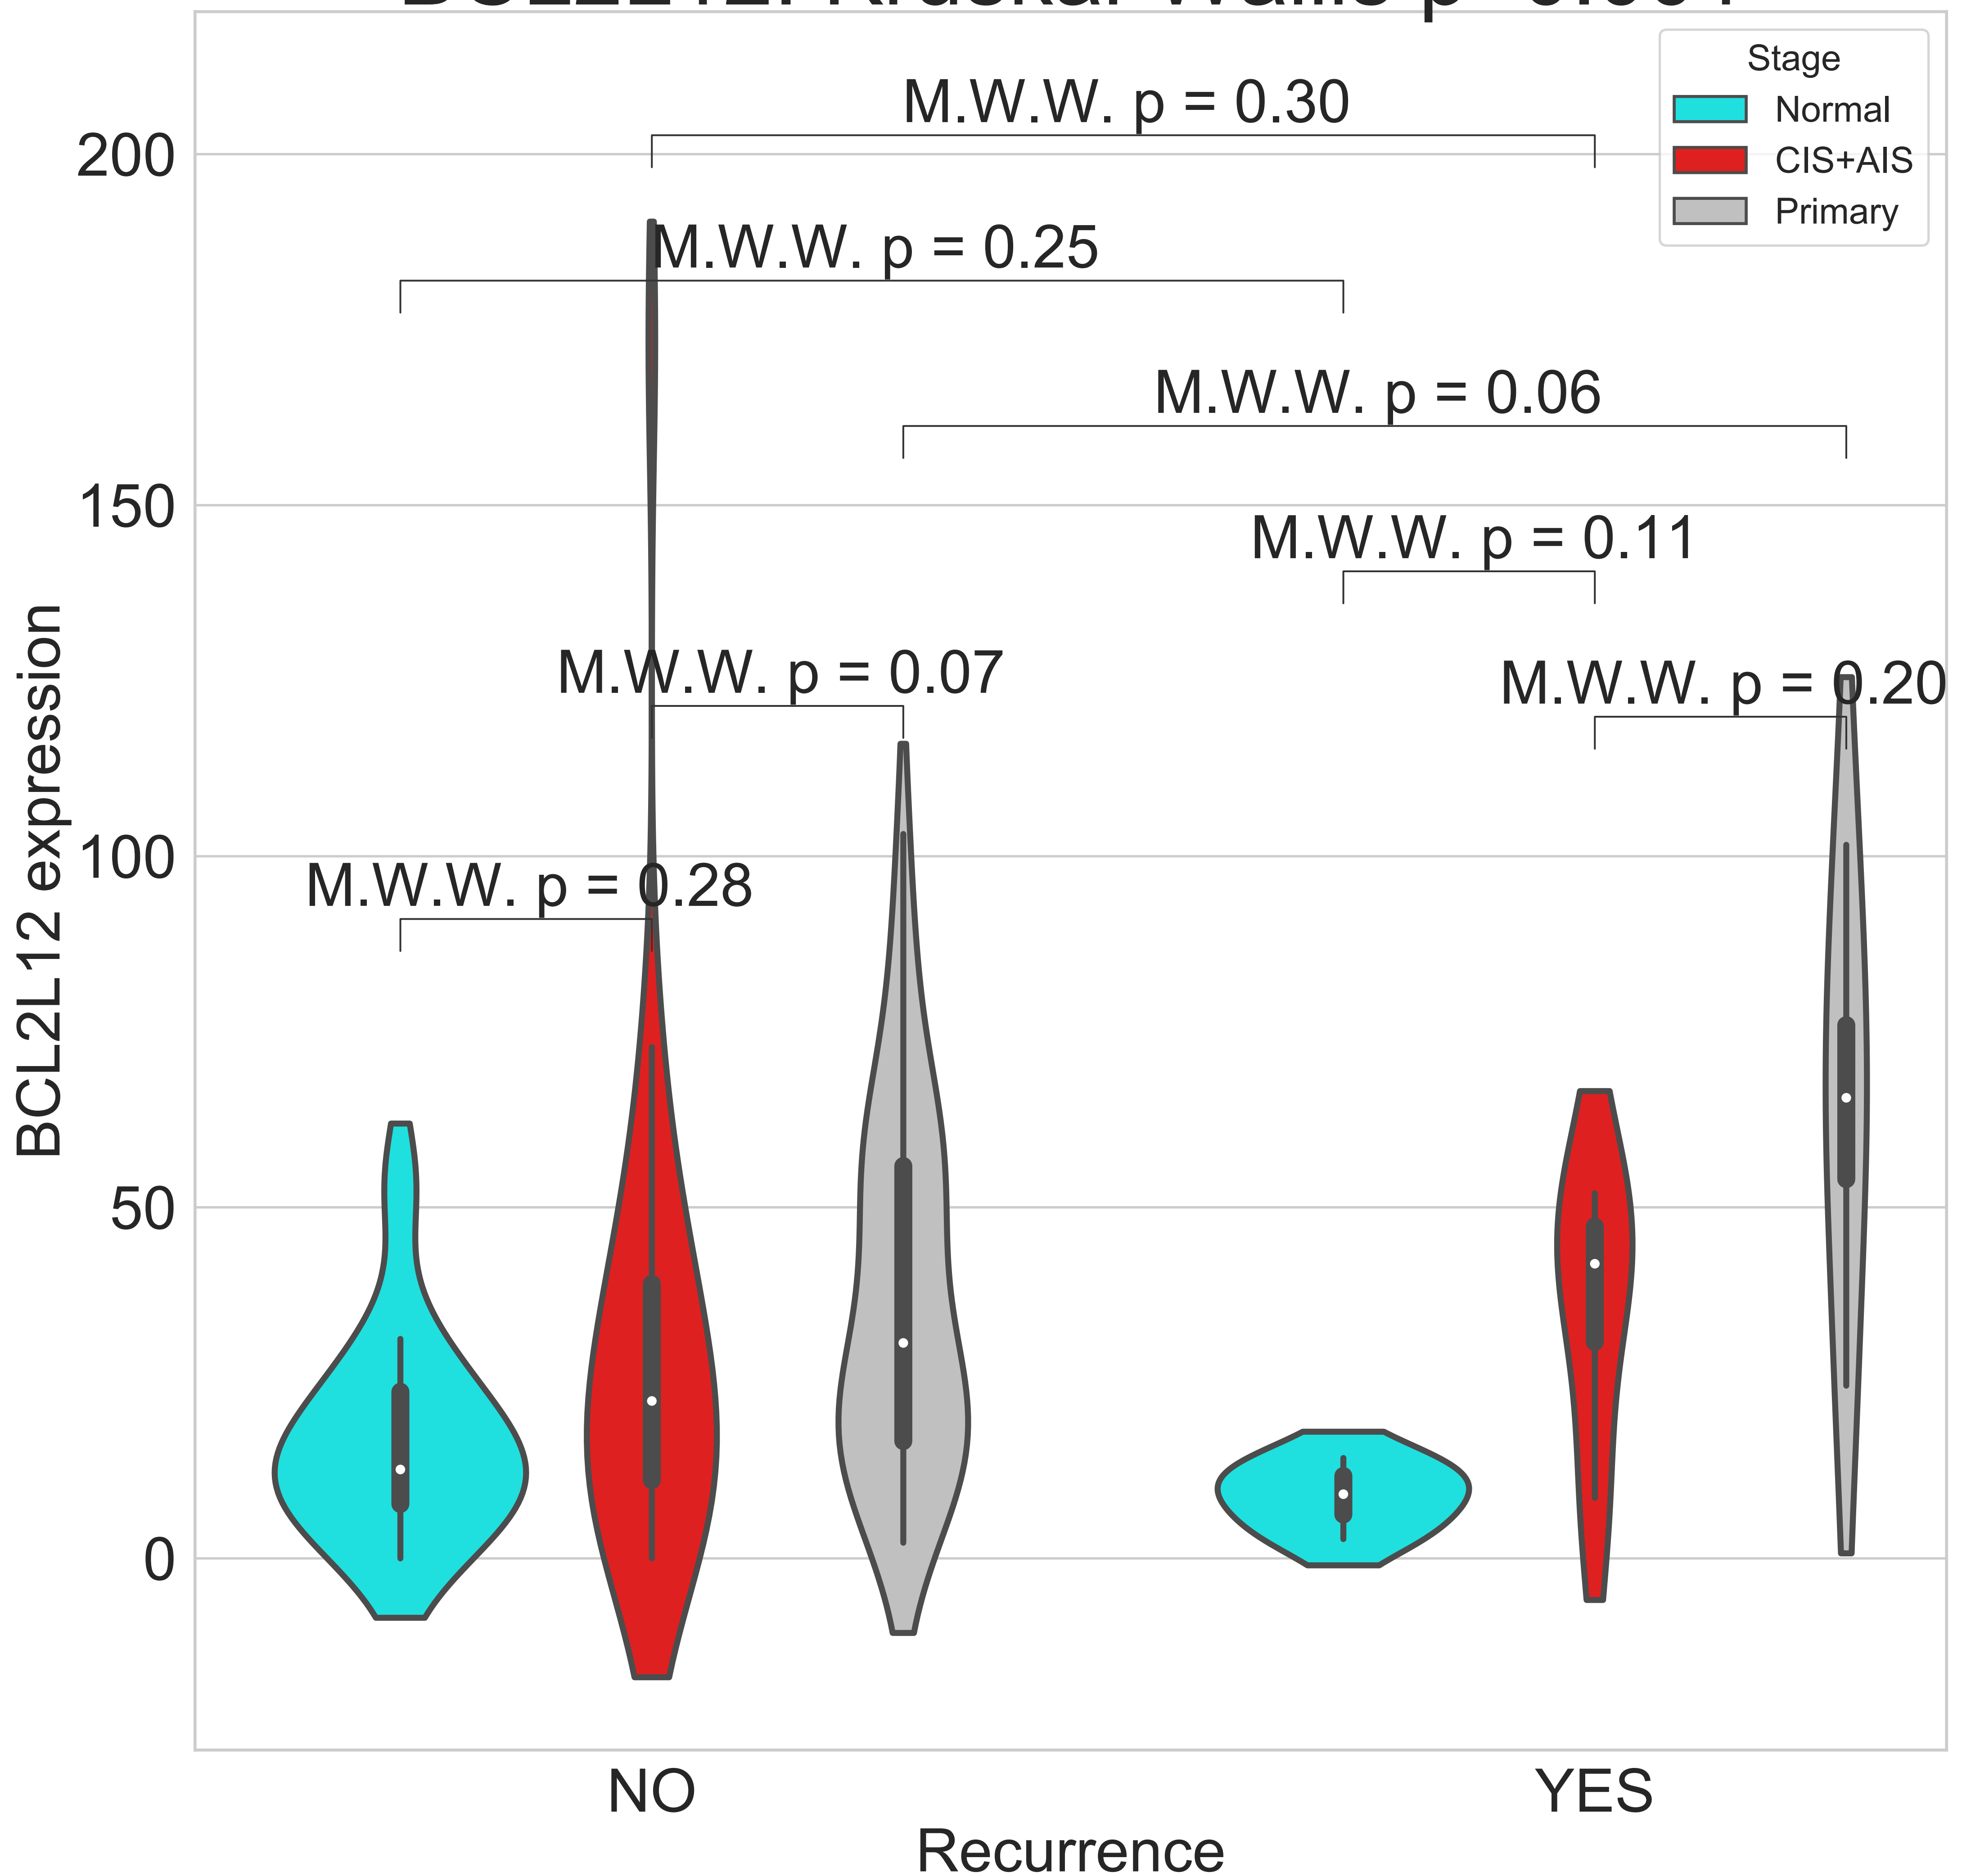 Stage
Normal
CIS+AIS
Primary
M.W.W. p = 0.30
M.W.W. p = 0.25
M.W.W. p = 0.06
M.W.W. p = 0.11
M.W.W. p = 0.07
M.W.W. p = 0.20
M.W.W. p = 0.28
200
150
100
50
0
BCL2L12 expression
NO
YES
Recurrence